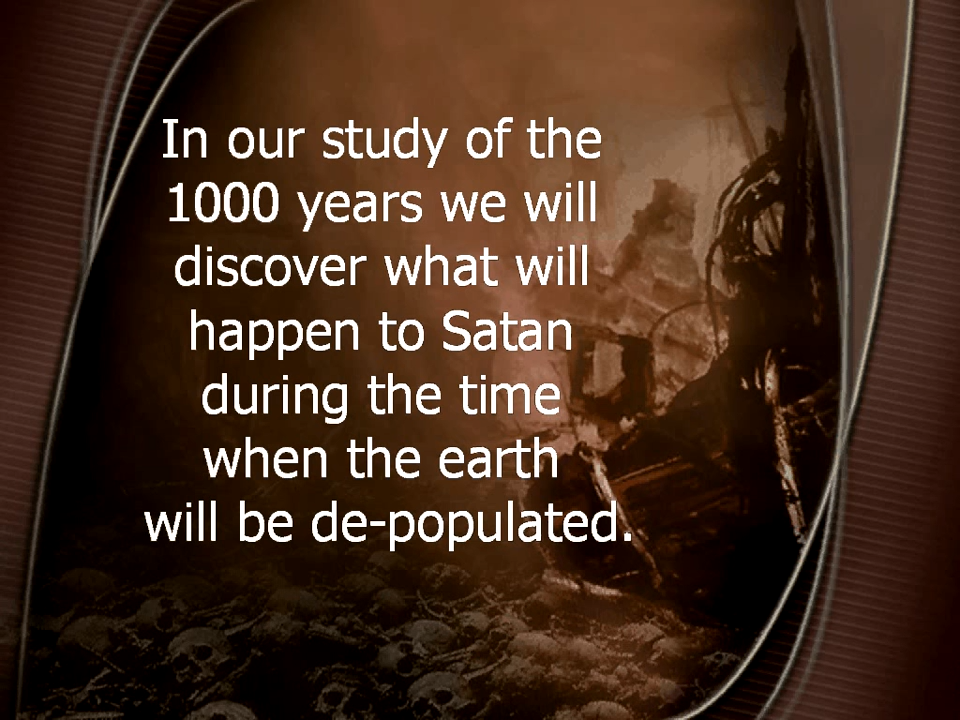 In our study of the
1000 years we will
discover what will
happen to Satan
during the time
when the earth
will be de-populated.